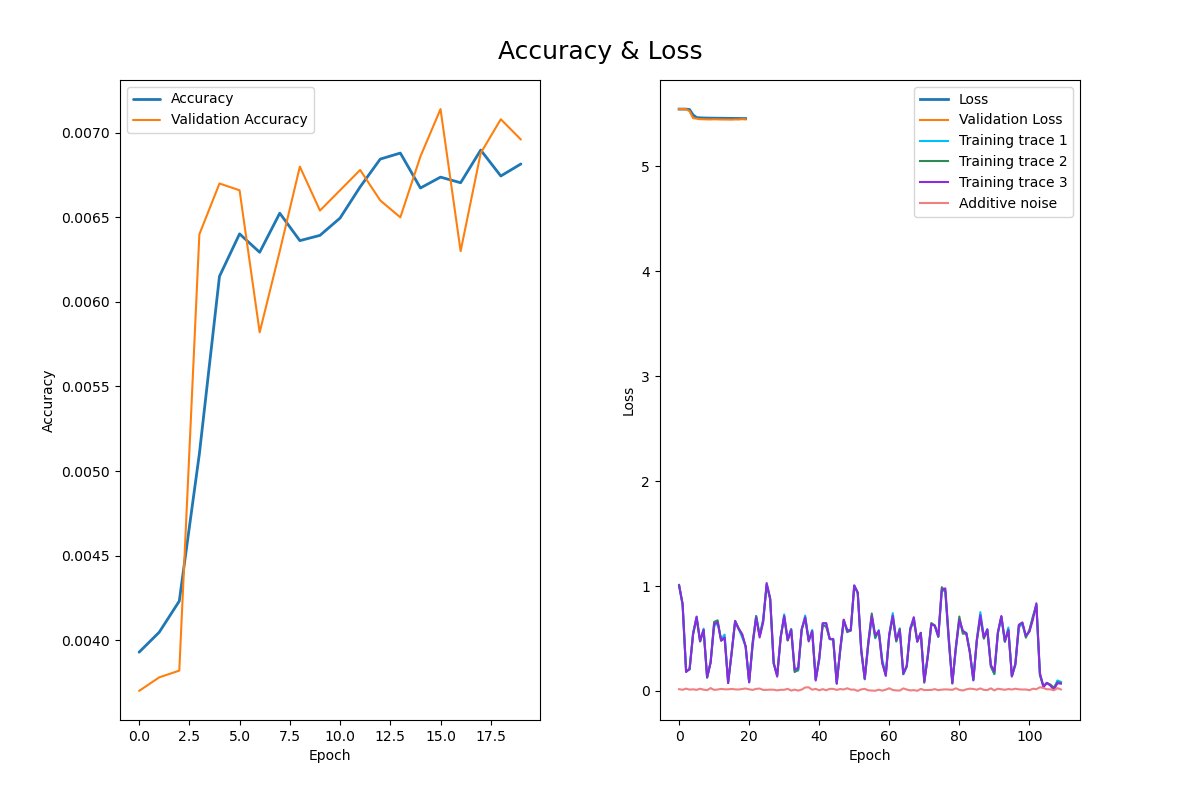 Accuracy & Loss
Accuracy
Validation Accuracy
0.0070
0.0065
0.0060
0.0055
0.0050
0.0045
0.0040
Accuracy
0.0 2.5 5.0 7.5 10.0 12.5 15.0 17.5
Epoch
Loss
Validation Loss
Training trace 1
Training trace 2
Training trace 3
Additive noise
5
4
3
2
1
0
Loss
0 20 40 60 80 100
Epoch